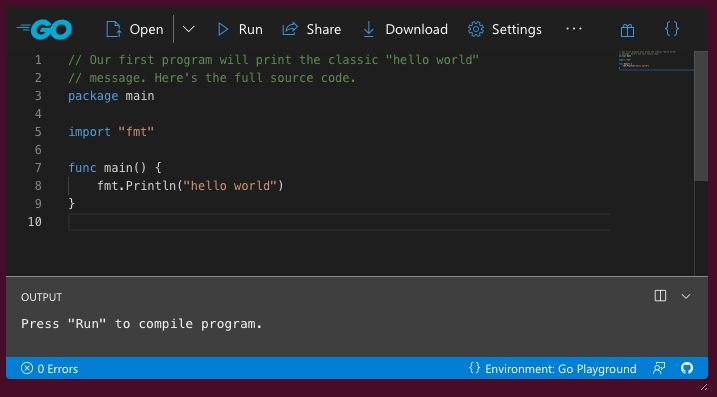 GO Open Run Share Download Settings ··· {}
1 // Our first program will print the classic "hello world"
2 // message. Here's the full source code.
3 package main
4
5 import "fmt"
6
7 func main() {
8     fmt.Println("hello world")
9 }
10
OUTPUT
Press "Run" to compile program.
0 Errors {} Environment: Go Playground